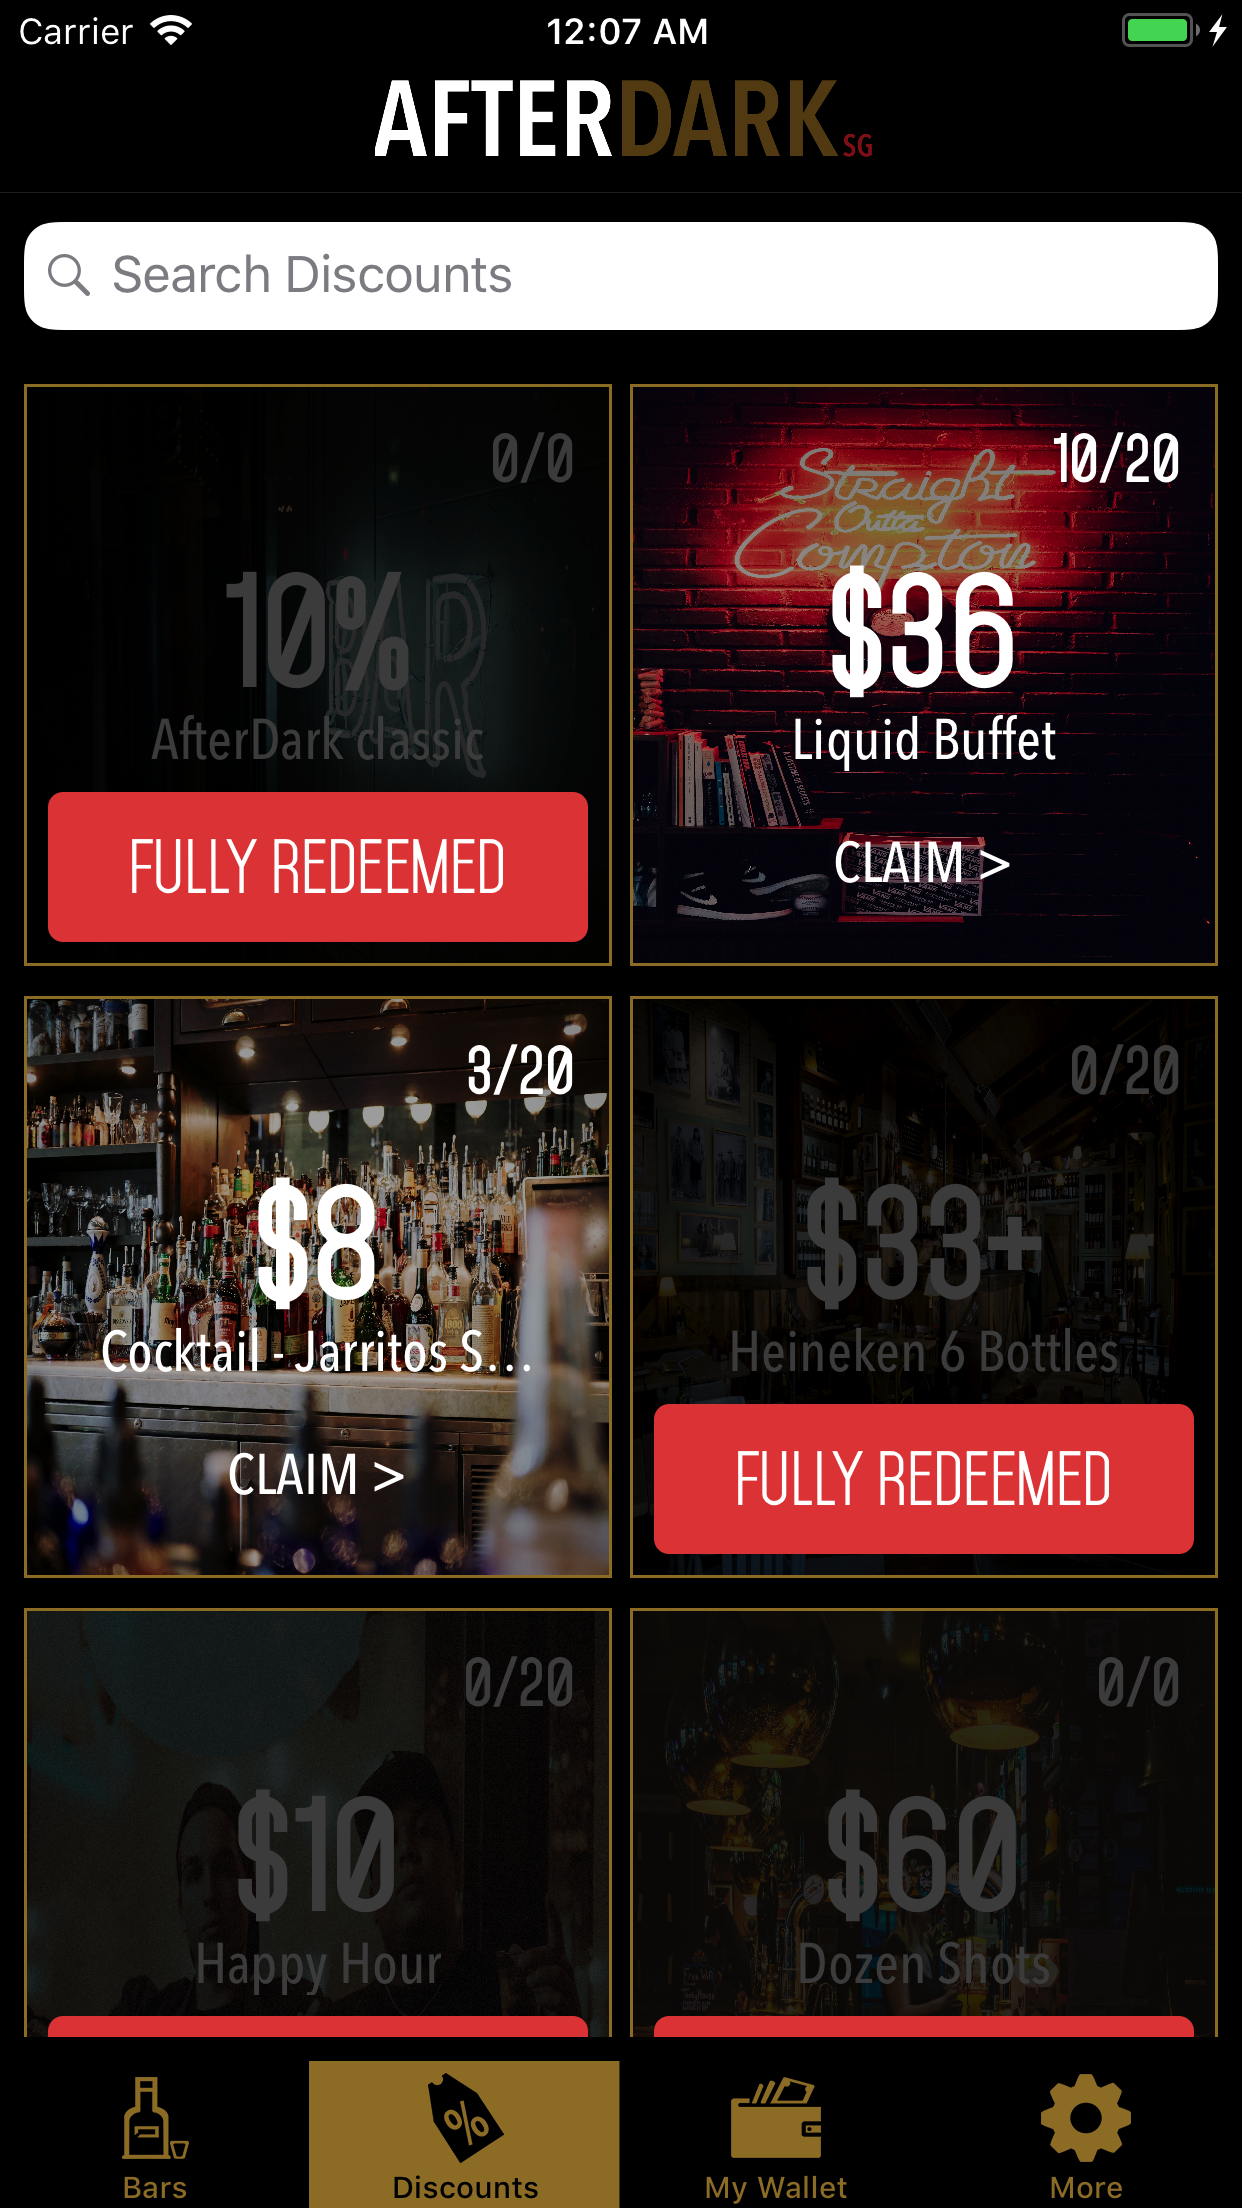 Carrier 12:07 AM
AFTERDARK SG
Search Discounts
0/0
BAR
10%
AfterDark classic
FULLY REDEEMED
10/20
Straight
Outta
Compton
$36
Liquid Buffet
VANS
CLAIM >
3/20
$8
Cocktail - Jarritos S...
CLAIM >
0/20
$33+
Heineken 6 Bottles
FULLY REDEEMED
0/20
$10
Happy Hour
0/0
$60
Dozen Shots
%
Bars
Discounts
My Wallet
More